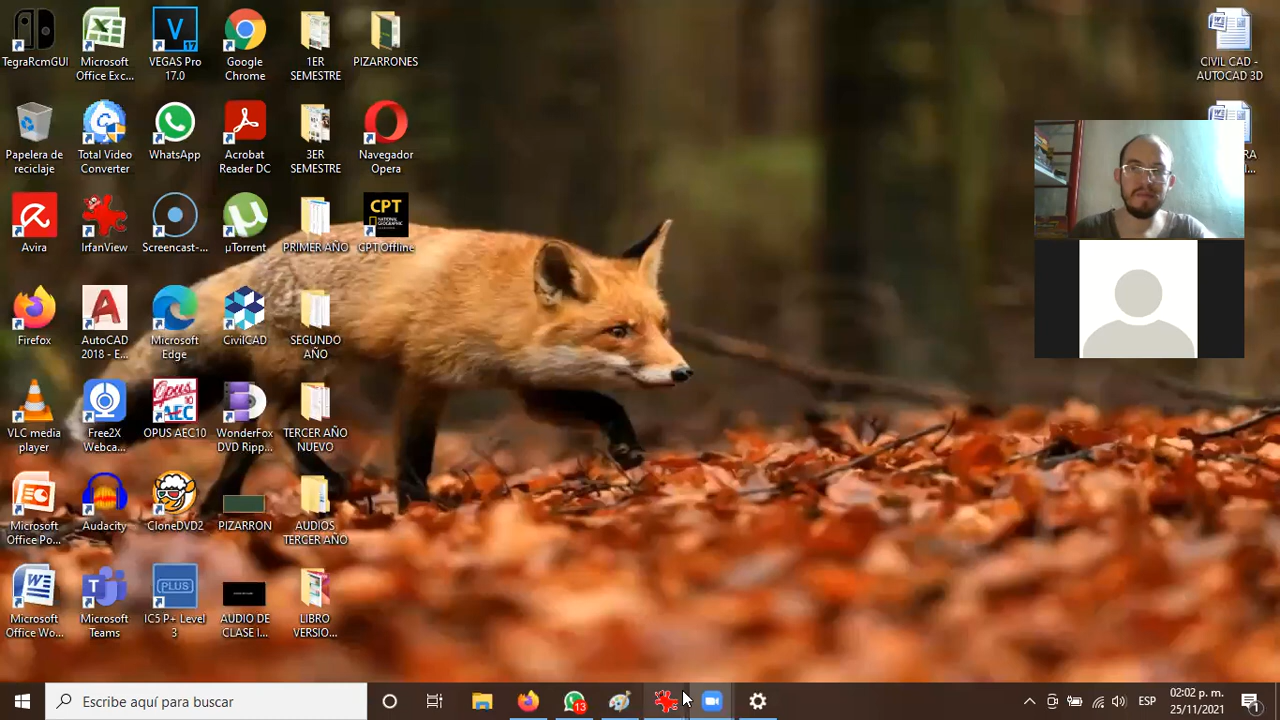 TegraRcmGUI
Microsoft
Office Exc...
VEGAS Pro
17.0
Google
Chrome
1ER
SEMESTRE
PIZARRONES
CIVIL CAD -
AUTOCAD 3D
Papelera de
reciclaje
Total Video
Converter
WhatsApp
Acrobat
Reader DC
3ER
SEMESTRE
Navegador
Opera
RA
...
Avira
IrfanView
Screencast-...
µTorrent
PRIMER AÑO
CPT
NATIONAL
GEOGRAPHIC
CPT Offline
Firefox
AutoCAD
2018 - E...
Microsoft
Edge
CivilCAD
SEGUNDO
AÑO
VLC media
player
Free2X
Webca...
Opus
AEC
OPUS AEC10
WonderFox
DVD Ripp...
TERCER AÑO
NUEVO
Microsoft
Office Po...
Audacity
CloneDVD2
PIZARRON
AUDIOS
TERCER AÑO
Microsoft
Office Wo...
Microsoft
Teams
PLUS
IC5 P+ Level
3
AUDIO DE
CLASE I...
LIBRO
VERSIO...
Escribe aquí para buscar
13
ESP
02:02 p. m.
25/11/2021
1